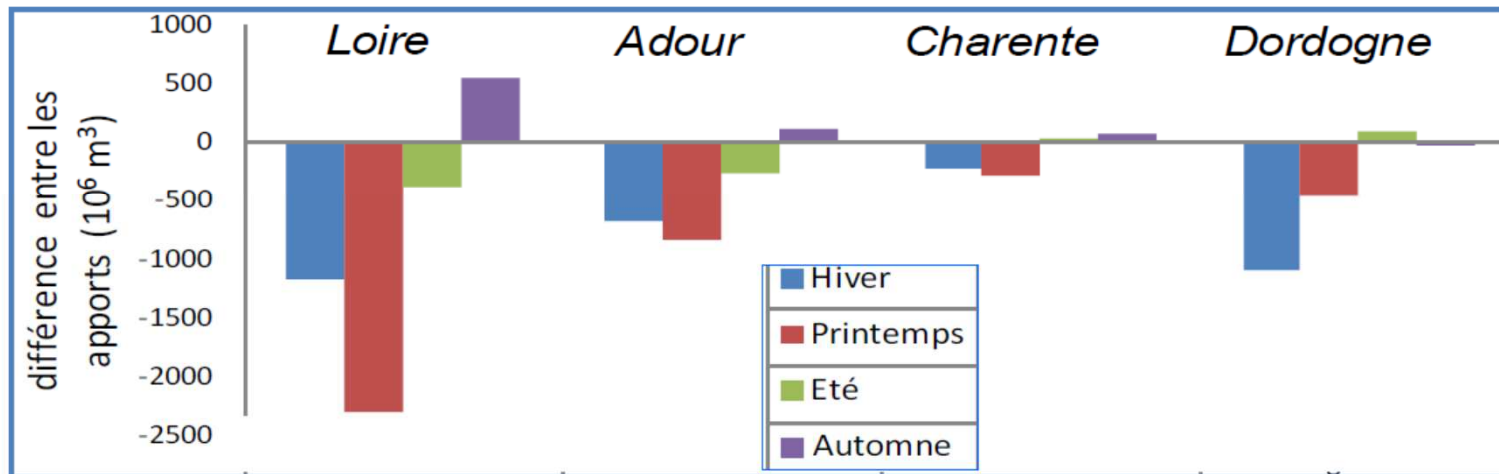 Loire Adour Charente Dordogne
différence entre les
apports (10⁶ m³)
1000
500
0
-500
-1000
-1500
-2000
-2500
Hiver
Printemps
Eté
Automne